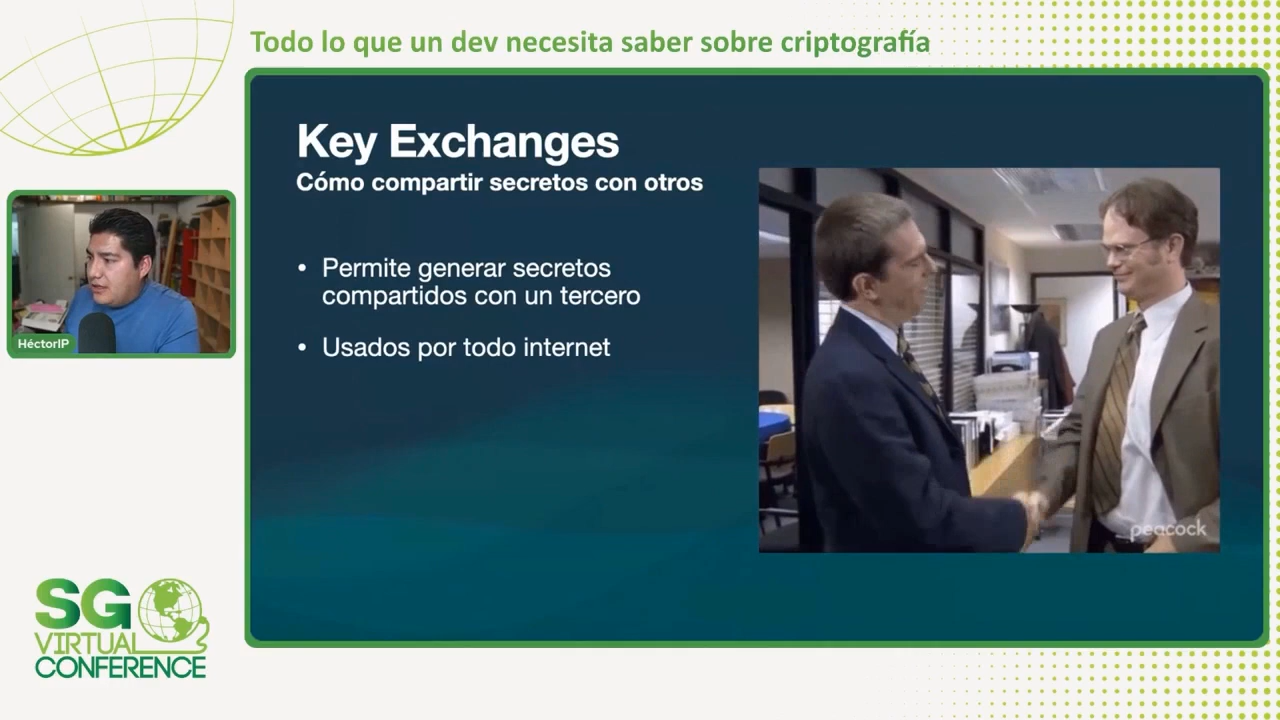 Todo lo que un dev necesita saber sobre criptografía
Key Exchanges
Cómo compartir secretos con otros
• Permite generar secretos
compartidos con un tercero
• Usados por todo internet
peacock
HéctorIP
SG
VIRTUAL
CONFERENCE